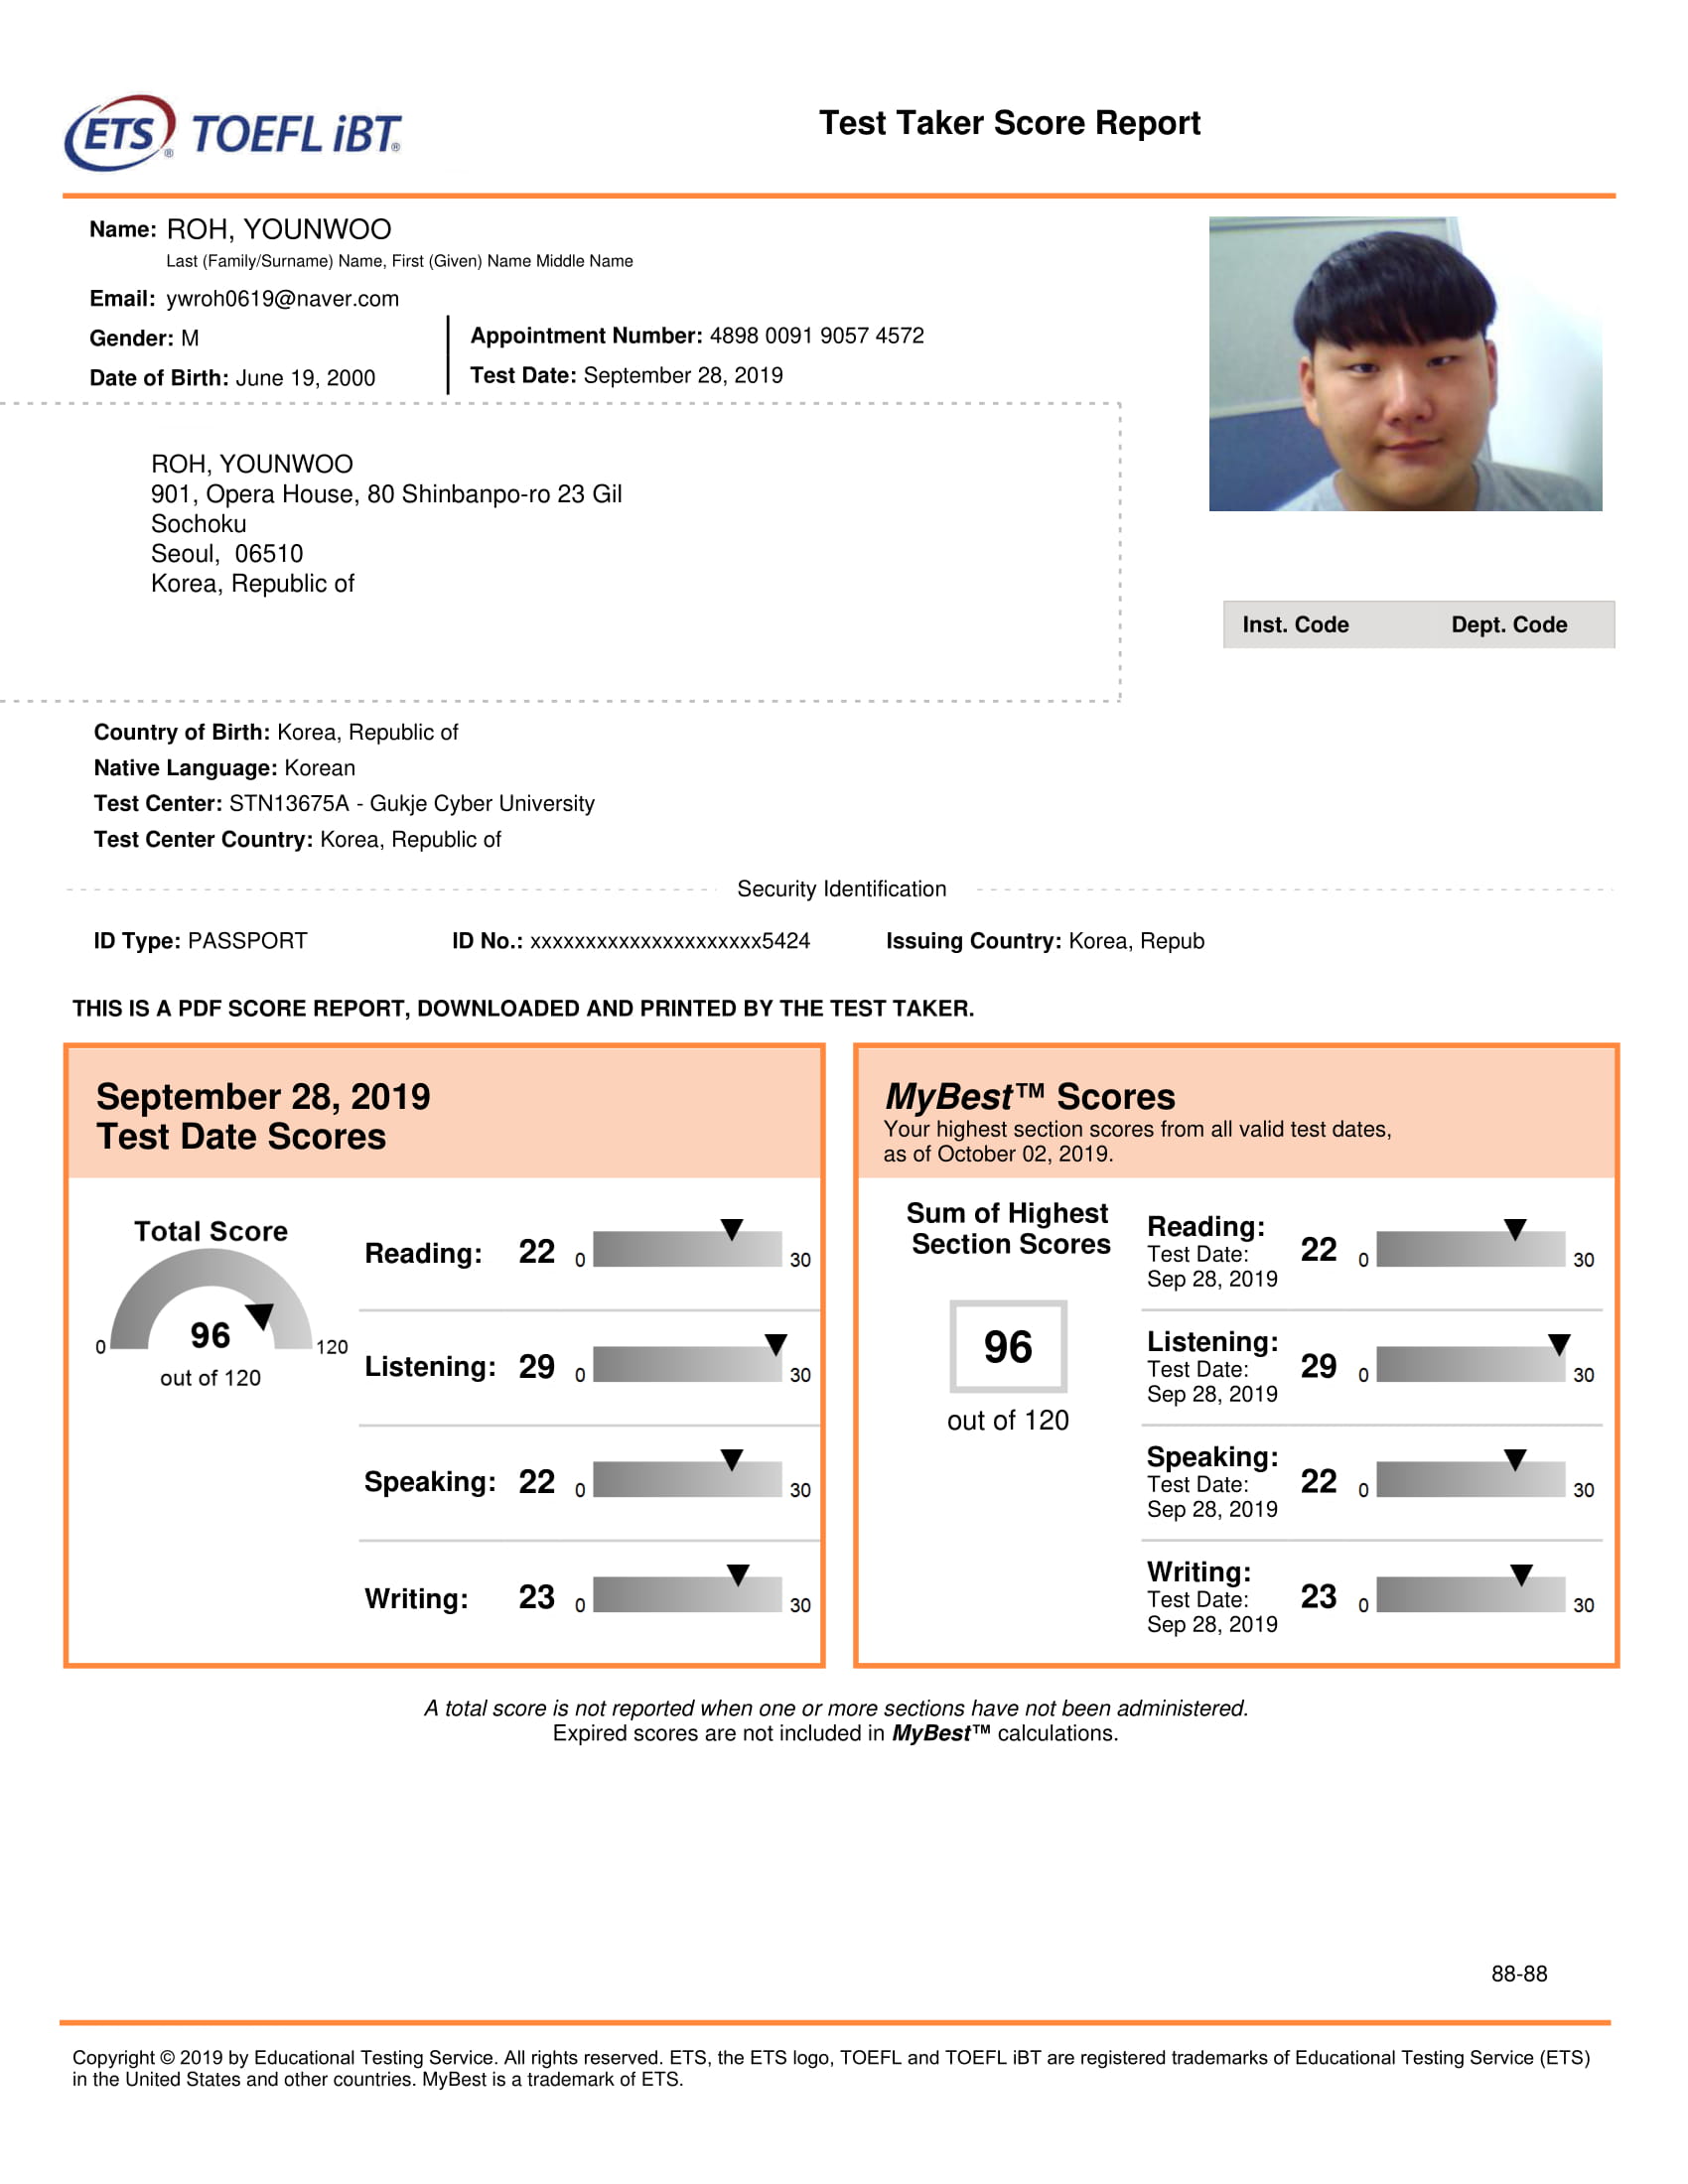 ETS® TOEFL iBT®
Test Taker Score Report
Name: ROH, YOUNWOO
Last (Family/Surname) Name, First (Given) Name Middle Name
Email: ywroh0619@naver.com
Gender: M
Appointment Number: 4898 0091 9057 4572
Date of Birth: June 19, 2000
Test Date: September 28, 2019
ROH, YOUNWOO
901, Opera House, 80 Shinbanpo-ro 23 Gil
Sochoku
Seoul, 06510
Korea, Republic of
Inst. Code Dept. Code
Country of Birth: Korea, Republic of
Native Language: Korean
Test Center: STN13675A - Gukje Cyber University
Test Center Country: Korea, Republic of
Security Identification
ID Type: PASSPORT ID No.: xxxxxxxxxxxxxxxxxxxxx5424 Issuing Country: Korea, Repub
THIS IS A PDF SCORE REPORT, DOWNLOADED AND PRINTED BY THE TEST TAKER.
September 28, 2019
Test Date Scores
Total Score
0 96 120
out of 120
Reading: 22 0 30
Listening: 29 0 30
Speaking: 22 0 30
Writing: 23 0 30
MyBest™ Scores
Your highest section scores from all valid test dates,
as of October 02, 2019.
Sum of Highest
Section Scores
96
out of 120
Reading:
Test Date:
Sep 28, 2019
22 0 30
Listening:
Test Date:
Sep 28, 2019
29 0 30
Speaking:
Test Date:
Sep 28, 2019
22 0 30
Writing:
Test Date:
Sep 28, 2019
23 0 30
A total score is not reported when one or more sections have not been administered.
Expired scores are not included in MyBest™ calculations.
88-88
Copyright © 2019 by Educational Testing Service. All rights reserved. ETS, the ETS logo, TOEFL and TOEFL iBT are registered trademarks of Educational Testing Service (ETS)
in the United States and other countries. MyBest is a trademark of ETS.